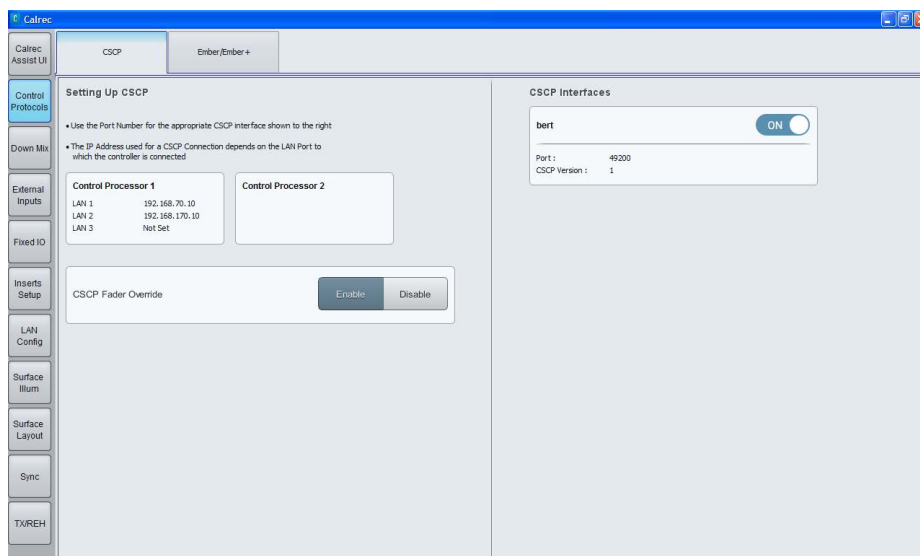 Calrec
Calrec
Assist UI
Control
Protocols
Down Mix
External
Inputs
Fixed IO
Inserts
Setup
LAN
Config
Surface
Illum
Surface
Layout
Sync
TX/REH
CSCP
Ember/Ember+
Setting Up CSCP
• Use the Port Number for the appropriate CSCP interface shown to the right
• The IP Address used for a CSCP Connection depends on the LAN Port to
which the controller is connected
Control Processor 1
LAN 1 192.168.70.10
LAN 2 192.168.170.10
LAN 3 Not Set
Control Processor 2
CSCP Fader Override
Enable
Disable
CSCP Interfaces
bert
ON
Port : 49200
CSCP Version : 1